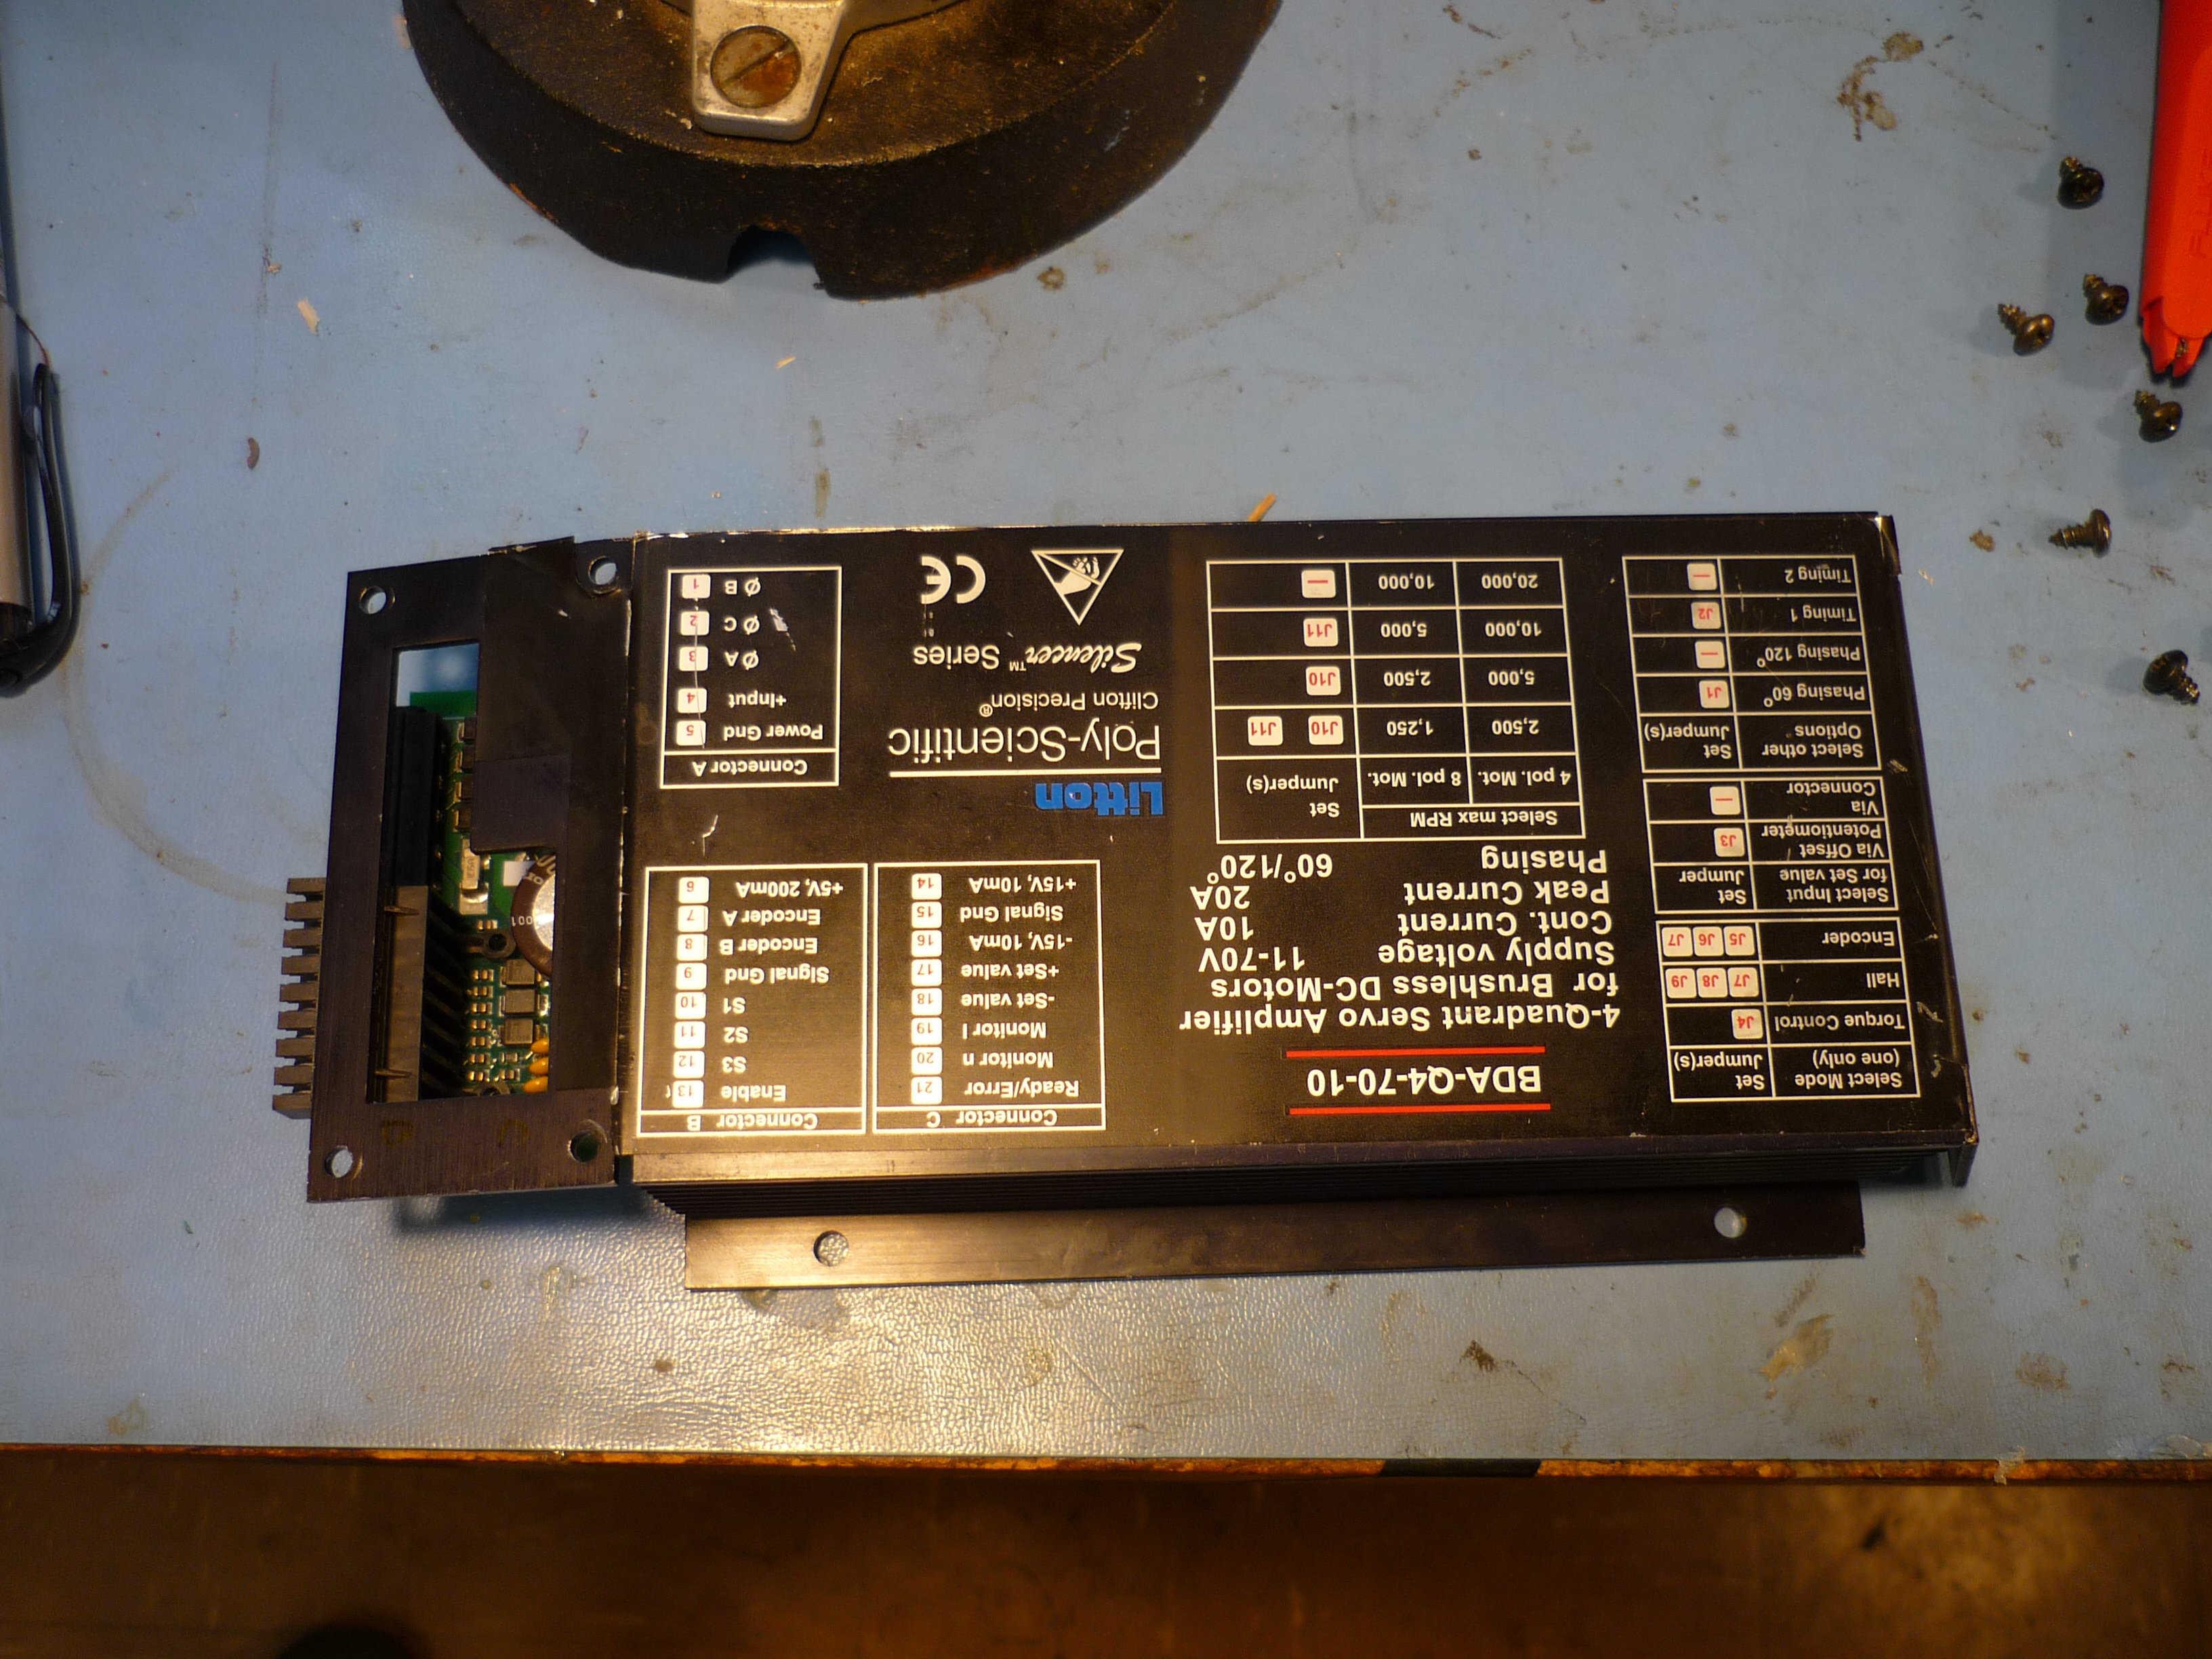 BDA-Q4-70-10
4-Quadrant Servo Amplifier
for Brushless DC-Motors
Supply voltage 11-70V
Cont. Current 10A
Peak Current 20A
Phasing 60°/120°
Select Mode (one only) Set Jumper(s)
Torque Control J4
Hall J7 J8 J9
Encoder J5 J6 J7
Select Input for Set value Set Jumper
Via Offset Potentiometer J3
Via Connector —
Select other Options Set Jumper(s)
Phasing 60° J1
Phasing 120° —
Timing 1 J2
Timing 2 —
Select max RPM Set Jumper(s)
4 pol. Mot. 8 pol. Mot.
2,500 1,250 J10 J11
5,000 2,500 J10
10,000 5,000 J11
20,000 10,000 —
Connector C
Ready/Error 21
Monitor n 20
Monitor I 19
-Set value 18
+Set value 17
-15V, 10mA 16
Signal Gnd 15
+15V, 10mA 14
Connector B
Enable 13
S3 12
S2 11
S1 10
Signal Gnd 9
Encoder B 8
Encoder A 7
+5V, 200mA 6
Litton
Poly-Scientific
Clifton Precision®
Silencer™ Series
CE
Connector A
Power Gnd 5
+Input 4
Ø A 3
Ø C 2
Ø B 1